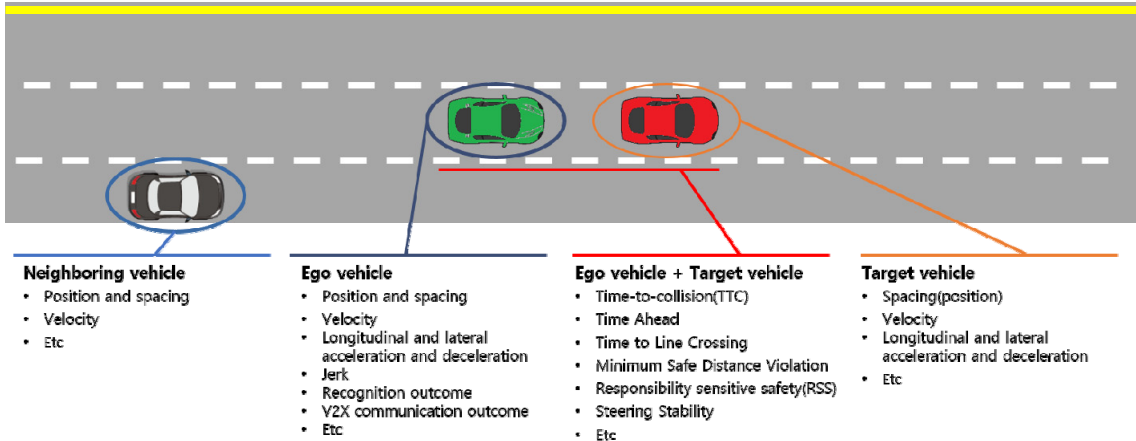 Neighboring vehicle
• Position and spacing
• Velocity
• Etc
Ego vehicle
• Position and spacing
• Velocity
• Longitudinal and lateral
acceleration and deceleration
• Jerk
• Recognition outcome
• V2X communication outcome
• Etc
Ego vehicle + Target vehicle
• Time-to-collision(TTC)
• Time Ahead
• Time to Line Crossing
• Minimum Safe Distance Violation
• Responsibility sensitive safety(RSS)
• Steering Stability
• Etc
Target vehicle
• Spacing(position)
• Velocity
• Longitudinal and lateral
acceleration and deceleration
• Etc